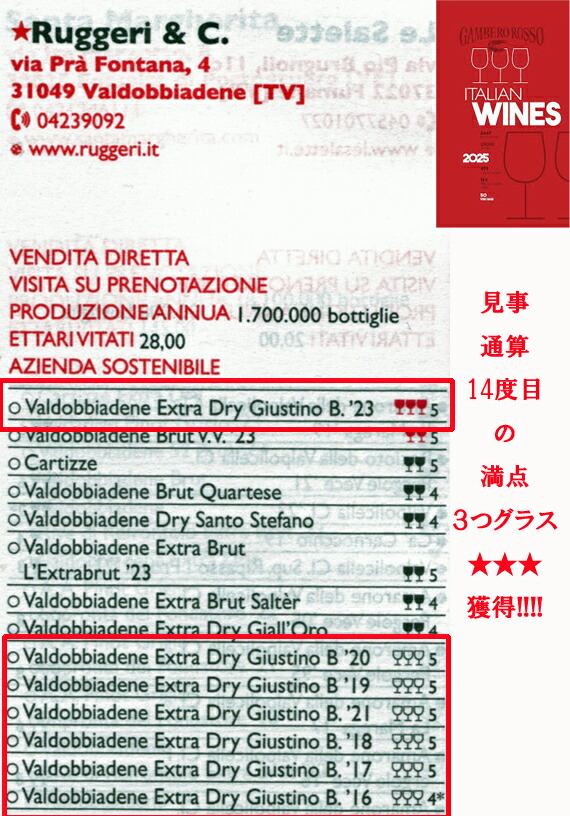 ★Ruggeri & C.
via Prà Fontana, 4
31049 Valdobbiadene [TV]
04239092
www.ruggeri.it
GAMBERO ROSSO
ITALIAN
WINES
2025
VENDITA DIRETTA
VISITA SU PRENOTAZIONE
PRODUZIONE ANNUA 1.700.000 bottiglie
ETTARI VITATI 28,00
AZIENDA SOSTENIBILE
○ Valdobbiadene Extra Dry Giustino B. '23 5
○ Valdobbiadene Brut V.V. '23 5
○ Cartizze 5
○ Valdobbiadene Brut Quartese 4
○ Valdobbiadene Dry Santo Stefano 4
○ Valdobbiadene Extra Brut
L'Extrabrut '23 5
○ Valdobbiadene Extra Brut Saltèr 4
○ Valdobbiadene Extra Dry Giall'Oro 4
○ Valdobbiadene Extra Dry Giustino B '20 5
○ Valdobbiadene Extra Dry Giustino B '19 5
○ Valdobbiadene Extra Dry Giustino B. '21 5
○ Valdobbiadene Extra Dry Giustino B. '18 5
○ Valdobbiadene Extra Dry Giustino B. '17 5
○ Valdobbiadene Extra Dry Giustino B. '16 4*
見事
通算
14度目
の
満点
3つグラス
★★★
獲得!!!!